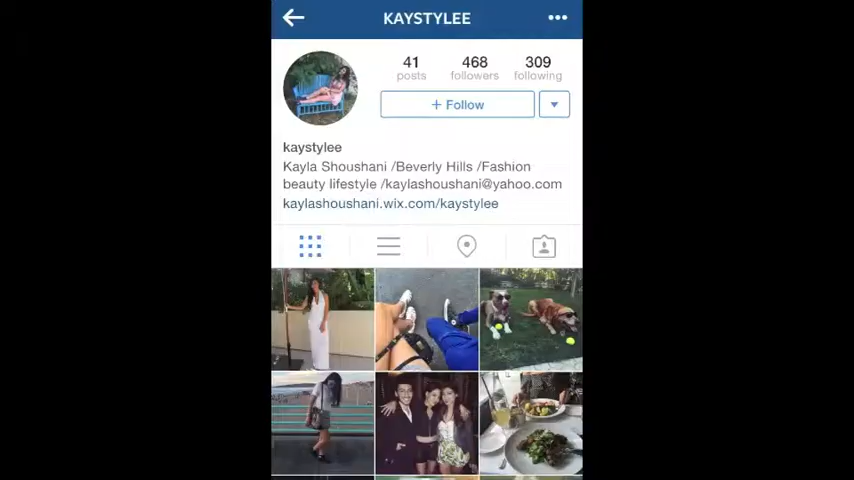 KAYSTYLEE
41 468 309
posts followers following
+ Follow
kaystylee
Kayla Shoushani /Beverly Hills /Fashion
beauty lifestyle /kaylashoushani@yahoo.com
kaylashoushani.wix.com/kaystylee